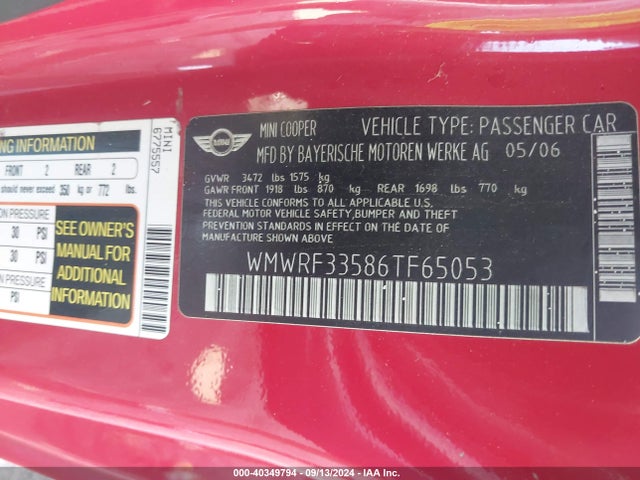 ING INFORMATION
FRONT 2 REAR 2
should never exceed 350 kg or 772 lbs.
ON PRESSURE
30 PSI
30 PSI
PSI
SEE OWNER'S
MANUAL FOR
ADDITIONAL
INFORMATION
MINI
6775557
MINI COOPER VEHICLE TYPE: PASSENGER CAR
MFD BY BAYERISCHE MOTOREN WERKE AG 05/06
GVWR 3472 lbs 1575 kg
GAWR FRONT 1918 lbs 870 kg REAR 1698 lbs 770 kg
THIS VEHICLE CONFORMS TO ALL APPLICABLE U.S.
FEDERAL MOTOR VEHICLE SAFETY,BUMPER AND THEFT
PREVENTION STANDARDS IN EFFECT ON THE DATE OF
MANUFACTURE SHOWN ABOVE.
WMWRF33586TF65053
000-40349794 - 09/13/2024 - IAA Inc.